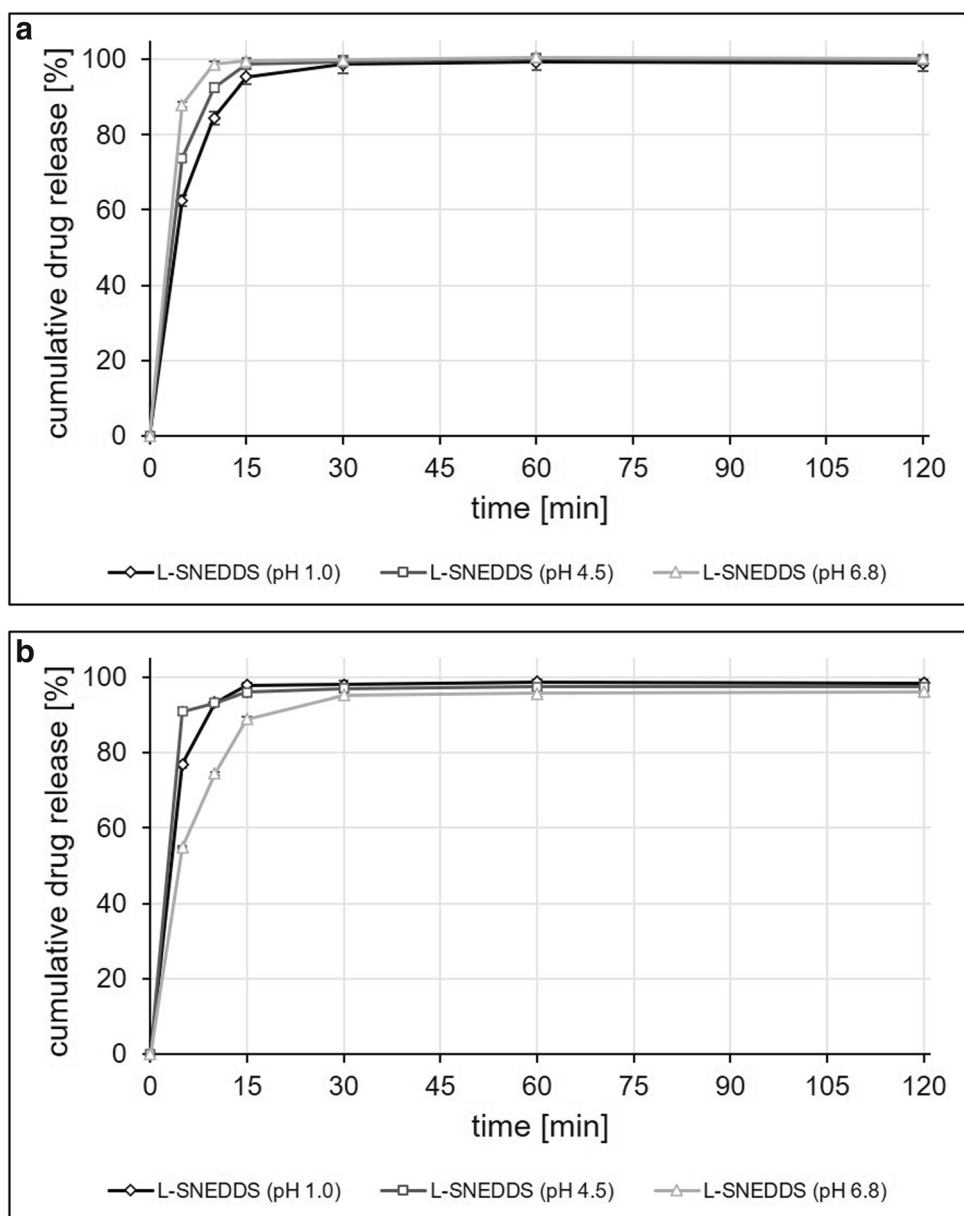 a
cumulative drug release [%]
100
80
60
40
20
0
0 15 30 45 60 75 90 105 120
time [min]
L-SNEDDS (pH 1.0) L-SNEDDS (pH 4.5) L-SNEDDS (pH 6.8)
b
cumulative drug release [%]
100
80
60
40
20
0
0 15 30 45 60 75 90 105 120
time [min]
L-SNEDDS (pH 1.0) L-SNEDDS (pH 4.5) L-SNEDDS (pH 6.8)